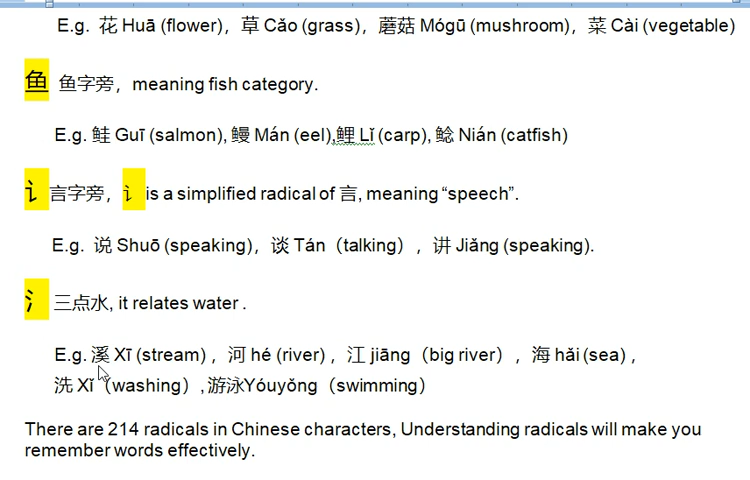 E.g. 花 Huā (flower)，草 Cǎo (grass)，蘑菇 Mógū (mushroom)，菜 Cài (vegetable)
鱼 鱼字旁，meaning fish category.
E.g. 鲑 Guī (salmon), 鳗 Mán (eel),鲤 Lǐ (carp), 鲶 Nián (catfish)
讠言字旁，讠is a simplified radical of 言, meaning “speech”.
E.g. 说 Shuō (speaking)，谈 Tán（talking），讲 Jiǎng (speaking).
氵 三点水, it relates water .
E.g. 溪 Xī (stream) ，河 hé (river) ，江 jiāng（big river），海 hǎi (sea) ，
洗 Xǐ（washing）, 游泳Yóuyǒng（swimming）
There are 214 radicals in Chinese characters, Understanding radicals will make you
remember words effectively.